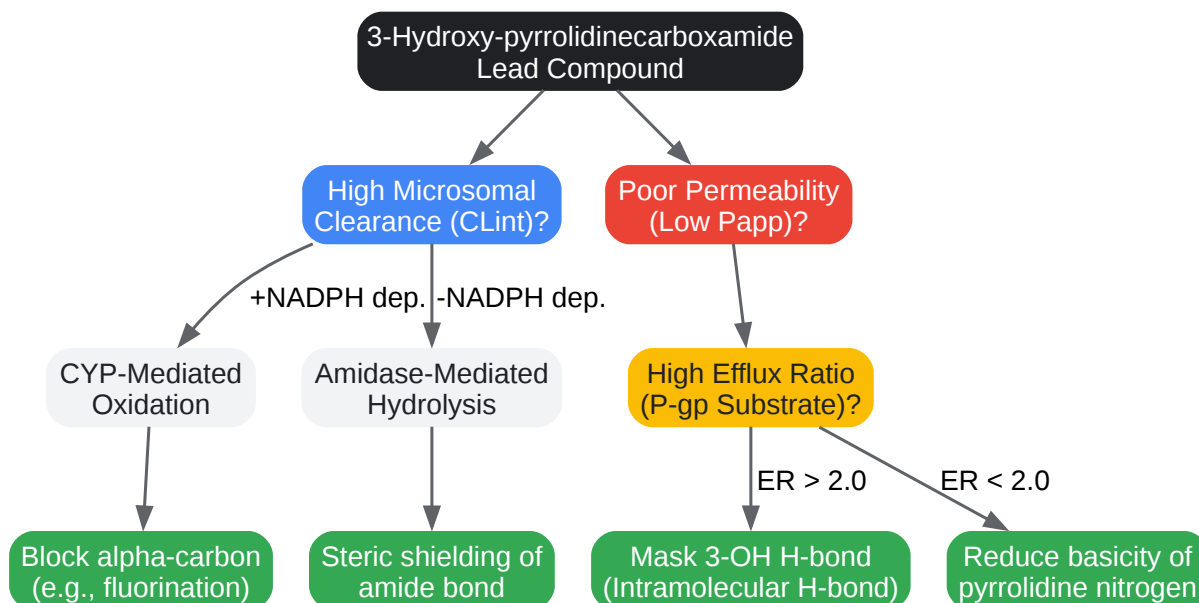 3-Hydroxy-pyrrolidinecarboxamide
Lead Compound
High Microsomal
Clearance (CLint)?
Poor Permeability
(Low Papp)?
+NADPH dep.
-NADPH dep.
CYP-Mediated
Oxidation
Amidase-Mediated
Hydrolysis
High Efflux Ratio
(P-gp Substrate)?
ER > 2.0
ER < 2.0
Block alpha-carbon
(e.g., fluorination)
Steric shielding of
amide bond
Mask 3-OH H-bond
(Intramolecular H-bond)
Reduce basicity of
pyrrolidine nitrogen